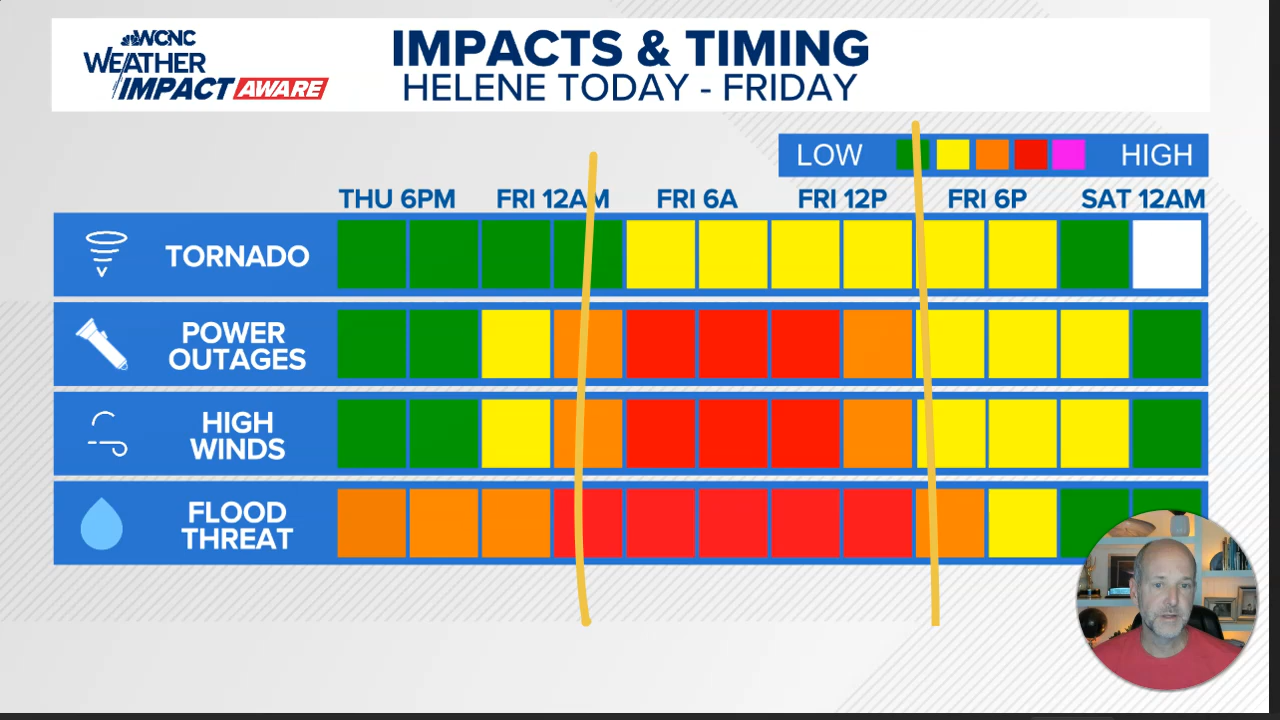 WCNC
WEATHER
IMPACT AWARE
IMPACTS & TIMING
HELENE TODAY - FRIDAY
LOW HIGH
THU 6PM FRI 12AM FRI 6A FRI 12P FRI 6P SAT 12AM
TORNADO
POWER
OUTAGES
HIGH
WINDS
FLOOD
THREAT